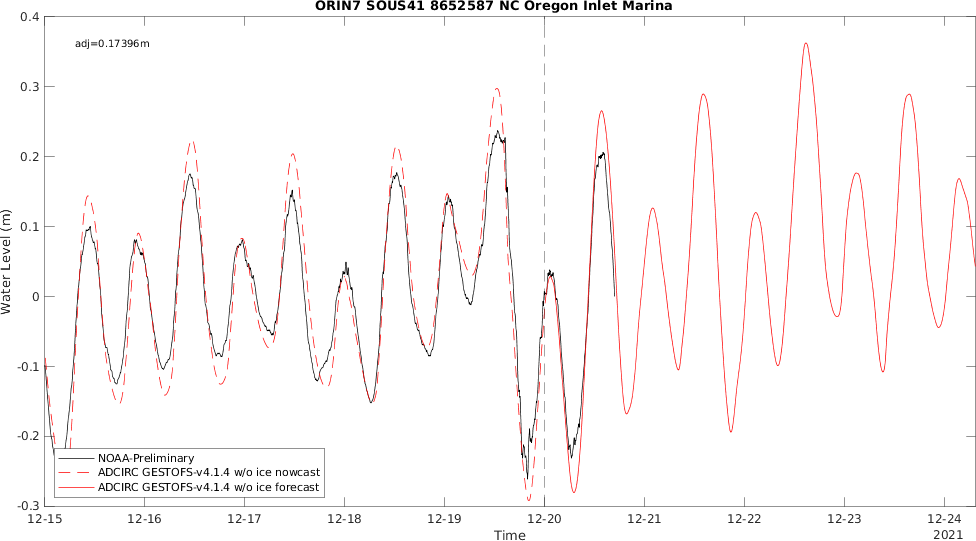 ORIN7 SOUS41 8652587 NC Oregon Inlet Marina
adj=0.17396m
Water Level (m)
0.4
0.3
0.2
0.1
0
-0.1
-0.2
-0.3
NOAA-Preliminary
ADCIRC GESTOFS-v4.1.4 w/o ice nowcast
ADCIRC GESTOFS-v4.1.4 w/o ice forecast
12-15 12-16 12-17 12-18 12-19 12-20 12-21 12-22 12-23 12-24
Time
2021